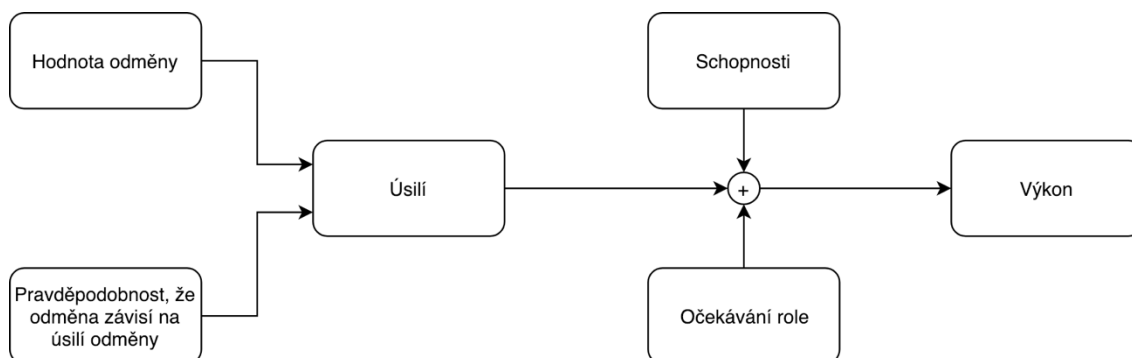 Hodnota odměny
Schopnosti
Úsilí
+
Výkon
Pravděpodobnost, že
odměna závisí na
úsilí odměny
Očekávání role